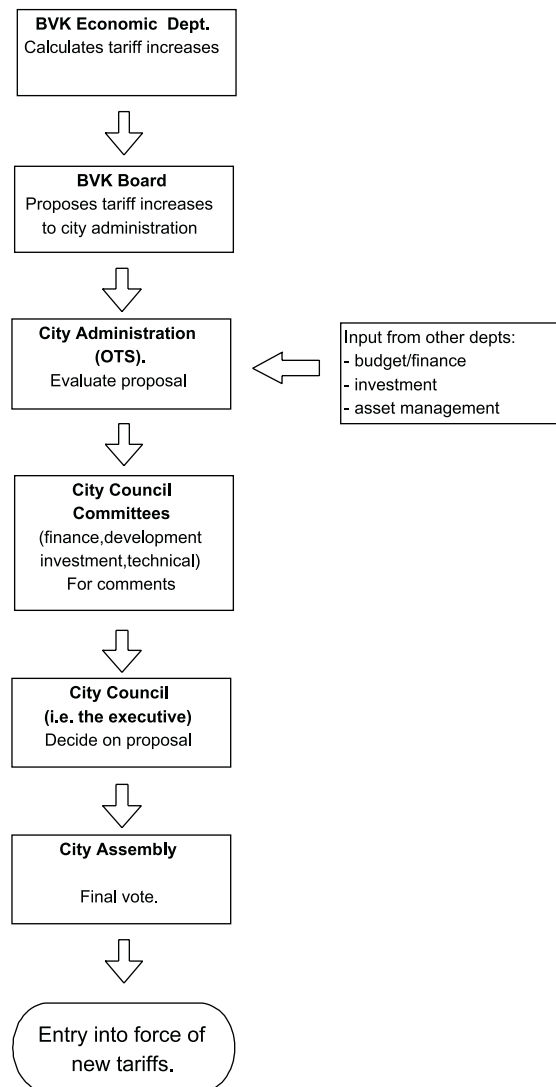 BVK Economic Dept.
Calculates tariff increases
BVK Board
Proposes tariff increases
to city administration
City Administration
(OTS).
Evaluate proposal
Input from other depts:
- budget/finance
- investment
- asset management
City Council
Committees
(finance,development
investment,technical)
For comments
City Council
(i.e. the executive)
Decide on proposal
City Assembly
Final vote.
Entry into force of
new tariffs.